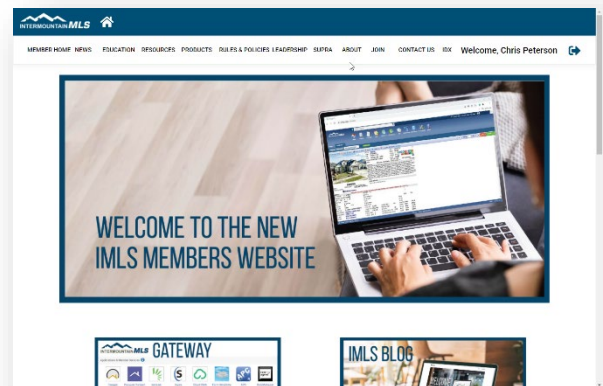 INTERMOUNTAIN MLS
MEMBER HOME NEWS EDUCATION RESOURCES PRODUCTS RULES & POLICIES LEADERSHIP SUPRA ABOUT JOIN CONTACT US IDX Welcome, Chris Peterson
WELCOME TO THE NEW
IMLS MEMBERS WEBSITE
INTERMOUNTAIN MLS GATEWAY
IMLS BLOG